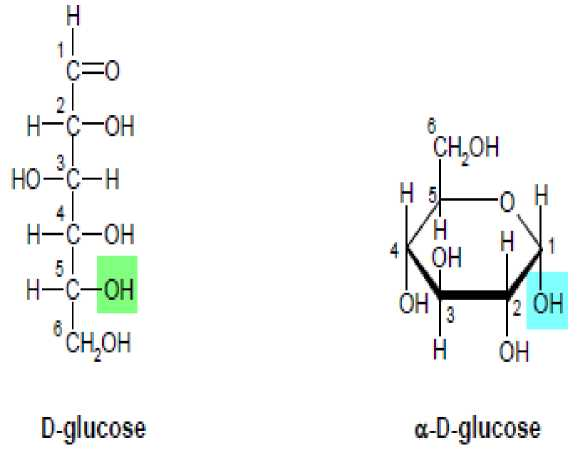 H
1
C=O
2
H-C-OH
3
HO-C-H
4
H-C-OH
5
H-C-OH
6
CH2OH
D-glucose
6
CH2OH
H 5 O H
4 H OH H 1
OH 3 2 OH
H OH
α-D-glucose